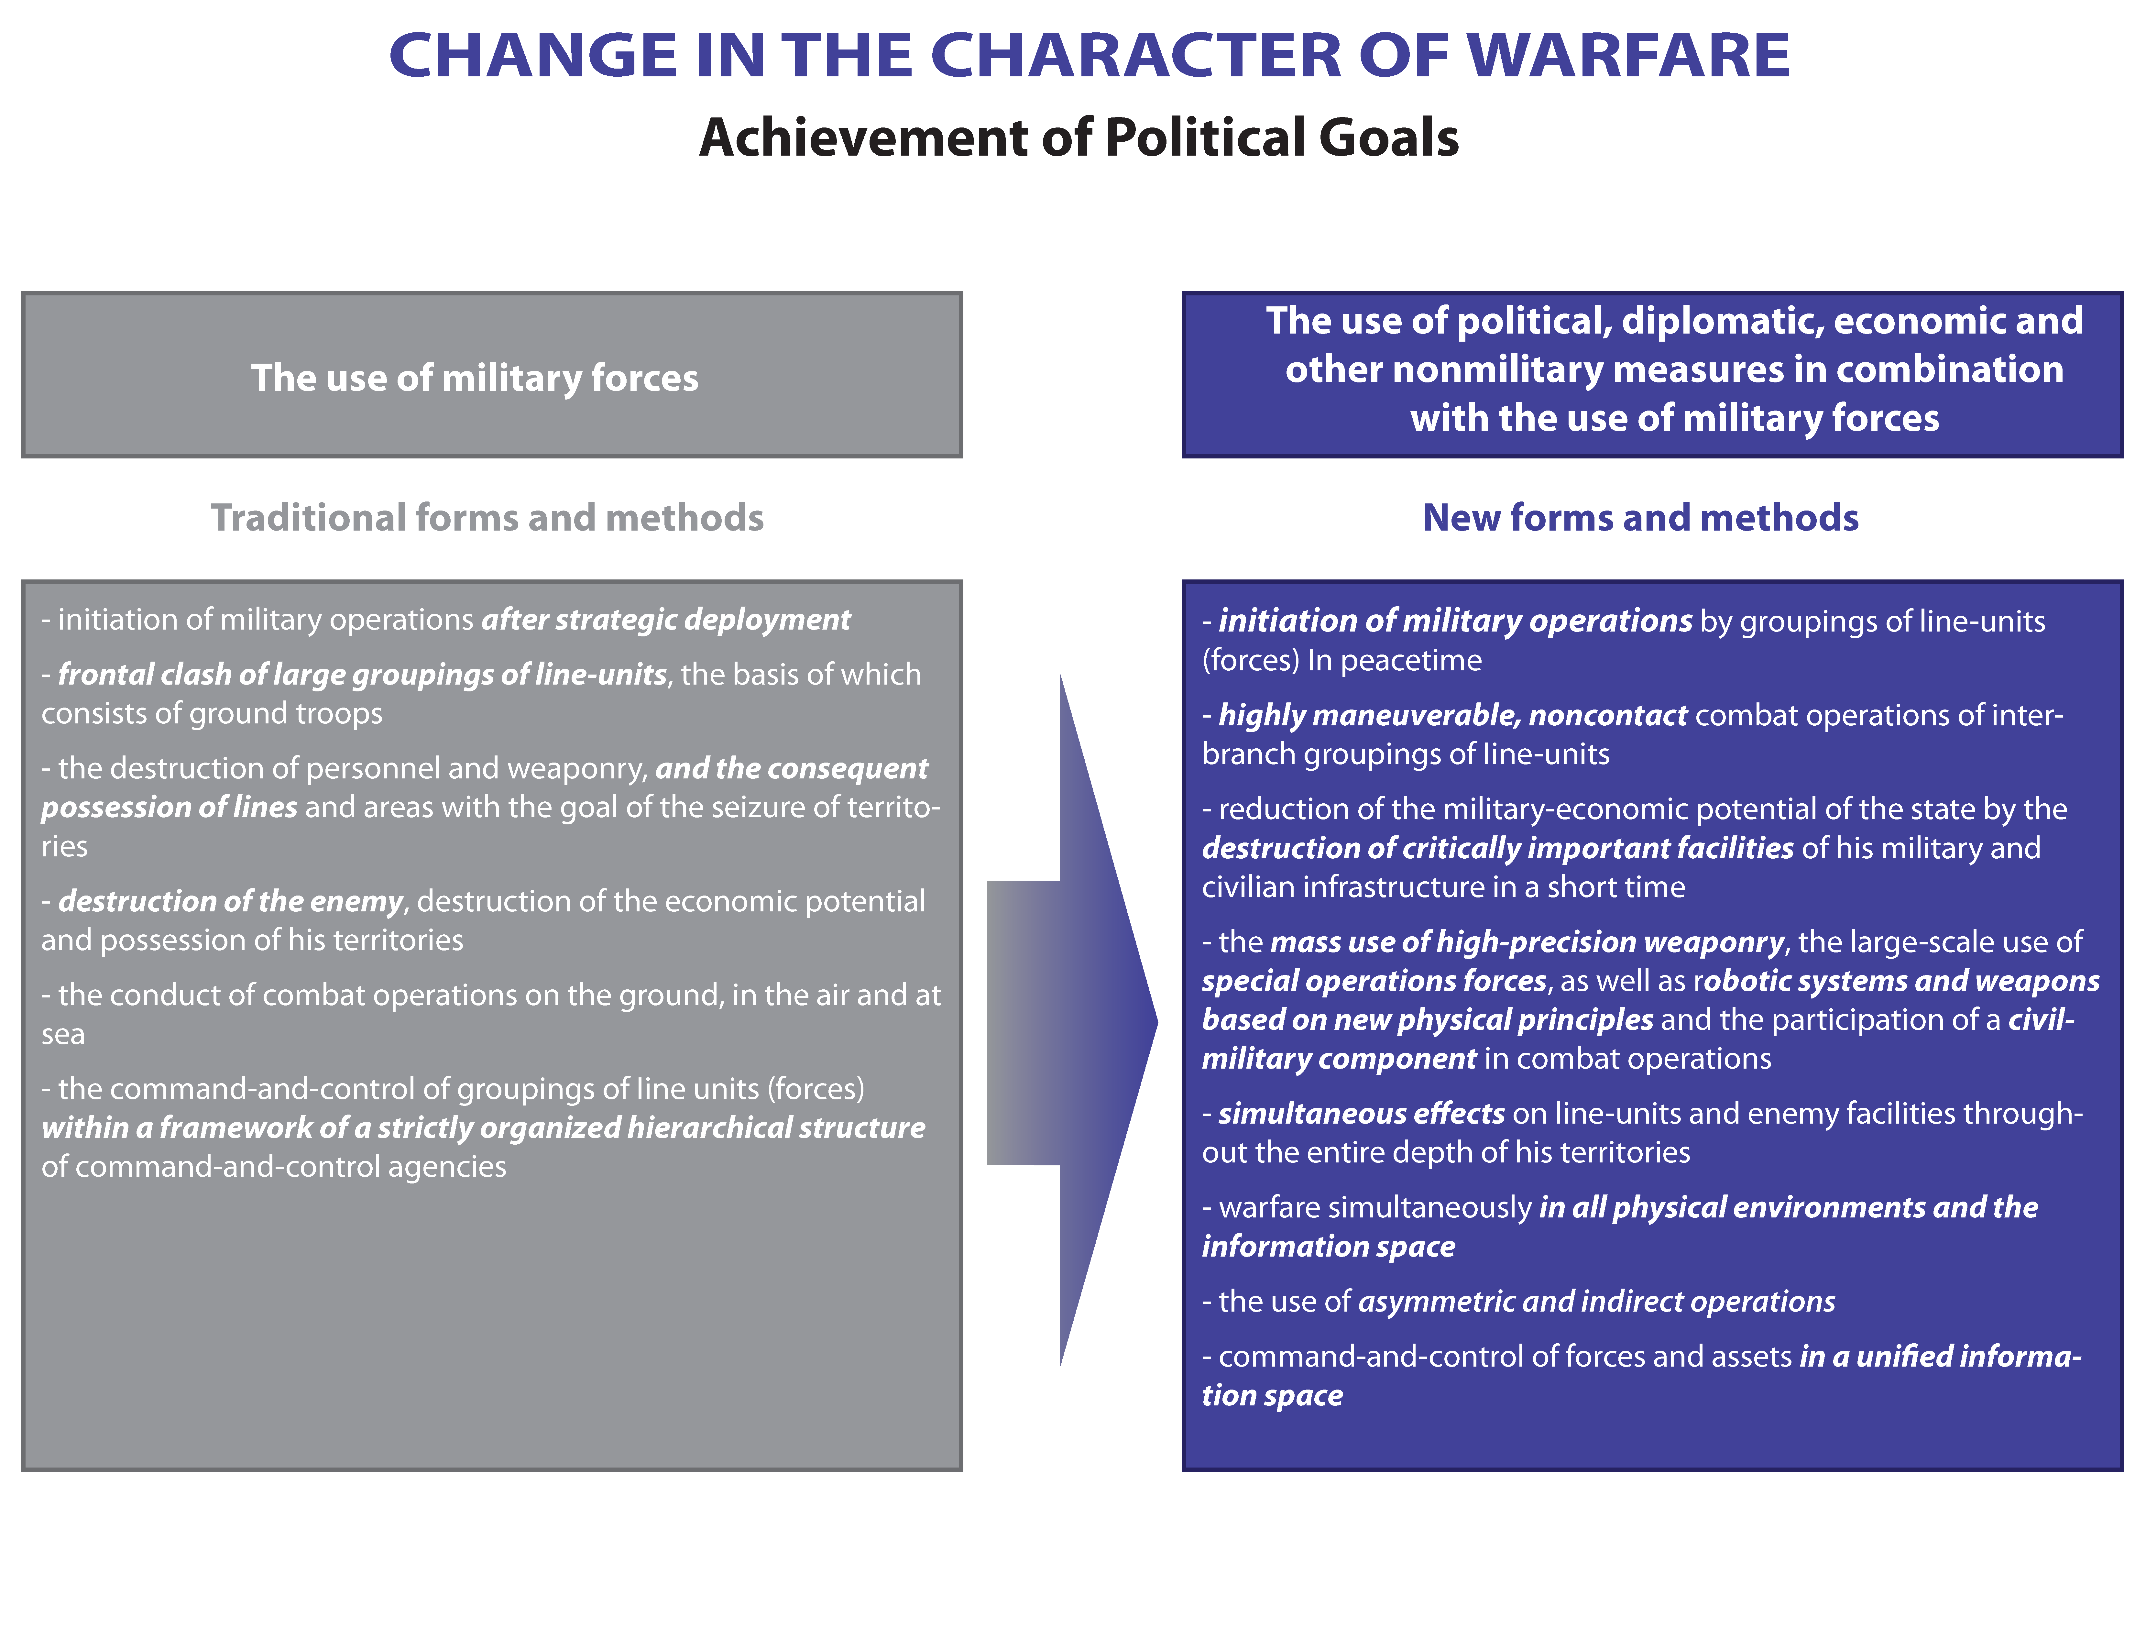 CHANGE IN THE CHARACTER OF WARFARE
Achievement of Political Goals
The use of military forces
Traditional forms and methods
- initiation of military operations after strategic deployment
- frontal clash of large groupings of line-units, the basis of which
consists of ground troops
- the destruction of personnel and weaponry, and the consequent
possession of lines and areas with the goal of the seizure of territo-
ries
- destruction of the enemy, destruction of the economic potential
and possession of his territories
- the conduct of combat operations on the ground, in the air and at
sea
- the command-and-control of groupings of line units (forces)
within a framework of a strictly organized hierarchical structure
of command-and-control agencies
The use of political, diplomatic, economic and
other nonmilitary measures in combination
with the use of military forces
New forms and methods
- initiation of military operations by groupings of line-units
(forces) In peacetime
- highly maneuverable, noncontact combat operations of inter-
branch groupings of line-units
- reduction of the military-economic potential of the state by the
destruction of critically important facilities of his military and
civilian infrastructure in a short time
- the mass use of high-precision weaponry, the large-scale use of
special operations forces, as well as robotic systems and weapons
based on new physical principles and the participation of a civil-
military component in combat operations
- simultaneous effects on line-units and enemy facilities through-
out the entire depth of his territories
- warfare simultaneously in all physical environments and the
information space
- the use of asymmetric and indirect operations
- command-and-control of forces and assets in a unified informa-
tion space